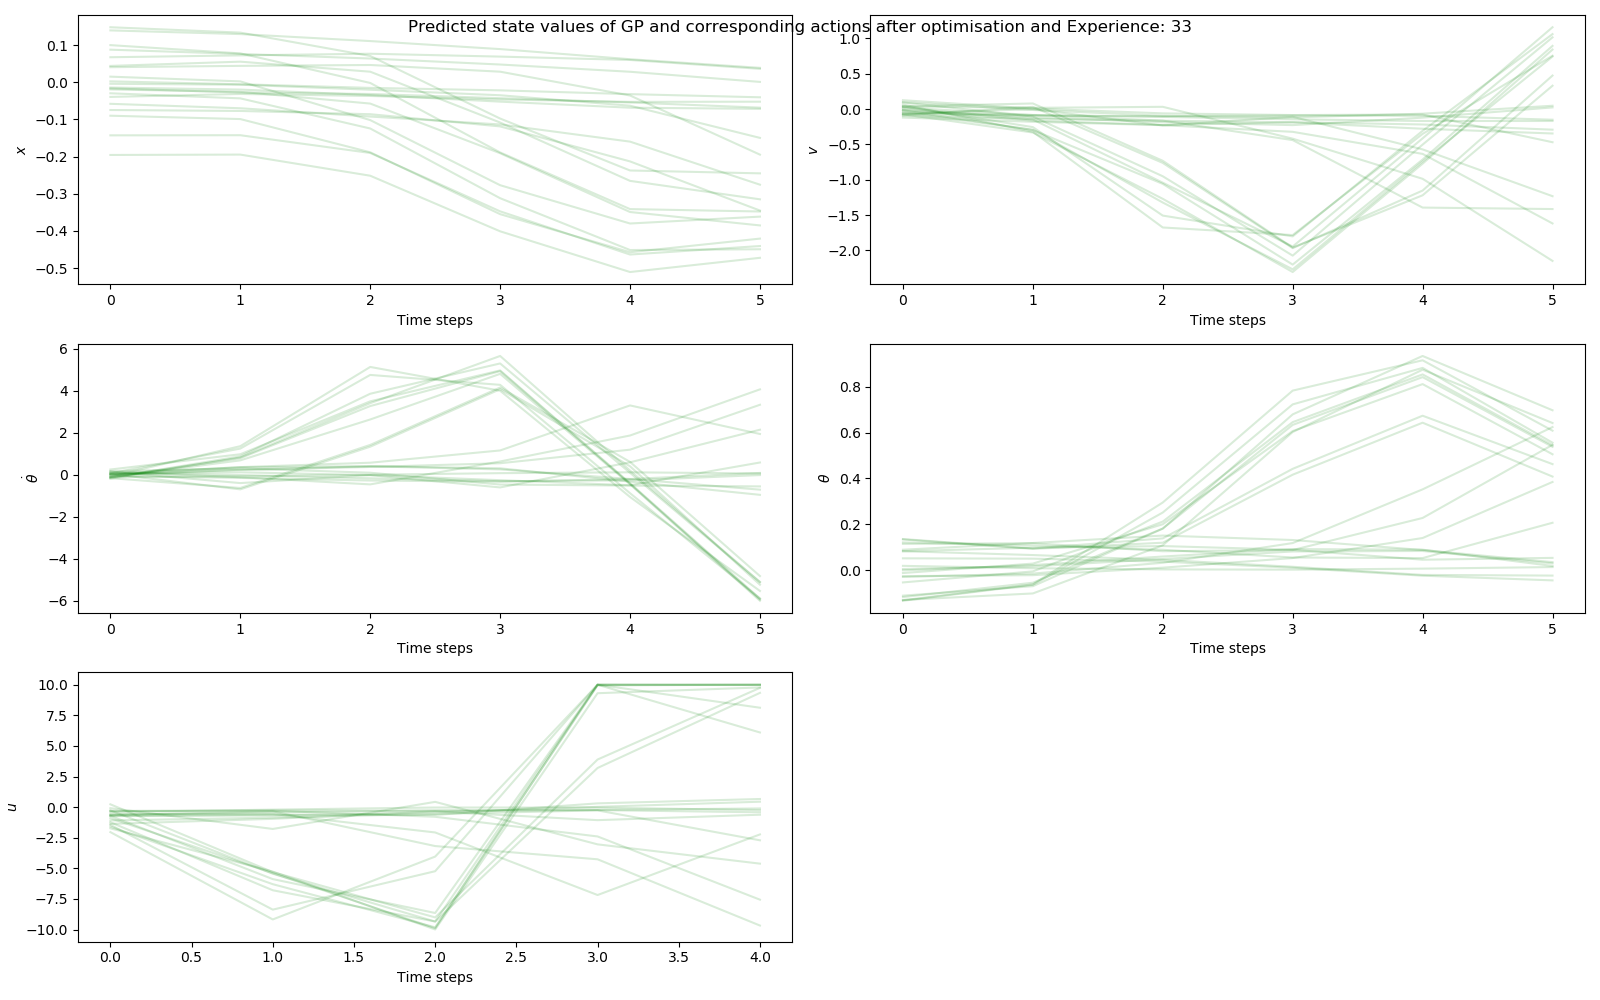 Predicted state values of GP and corresponding actions after optimisation and Experience: 33
0.1
0.0
−0.1
−0.2
−0.3
−0.4
−0.5
x
0 1 2 3 4 5
Time steps
1.0
0.5
0.0
−0.5
−1.0
−1.5
−2.0
v
0 1 2 3 4 5
Time steps
6
4
2
0
−2
−4
−6
θ̇
0 1 2 3 4 5
Time steps
0.8
0.6
0.4
0.2
0.0
θ
0 1 2 3 4 5
Time steps
10.0
7.5
5.0
2.5
0.0
−2.5
−5.0
−7.5
−10.0
u
0.0 0.5 1.0 1.5 2.0 2.5 3.0 3.5 4.0
Time steps